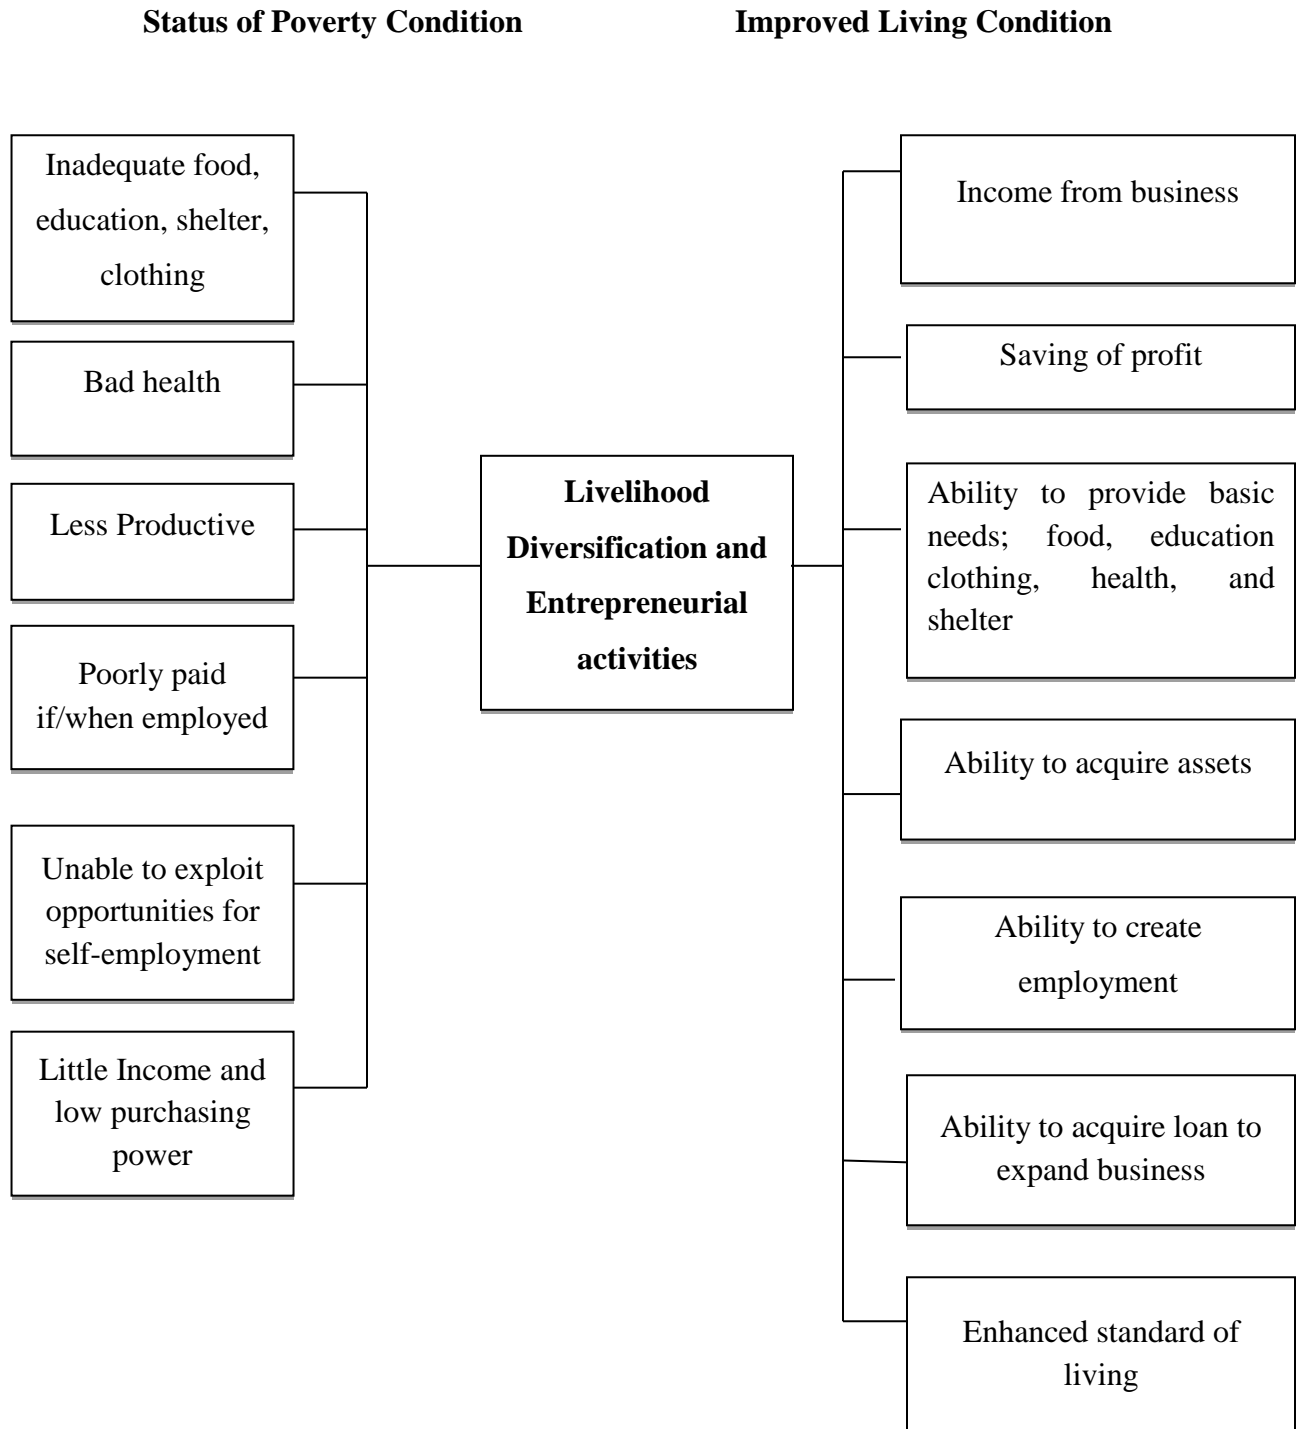 Status of Poverty Condition
Improved Living Condition
Inadequate food,
education, shelter,
clothing
Bad health
Less Productive
Poorly paid
if/when employed
Unable to exploit
opportunities for
self-employment
Little Income and
low purchasing
power
Livelihood
Diversification and
Entrepreneurial
activities
Income from business
Saving of profit
Ability to provide basic
needs; food, education
clothing, health, and
shelter
Ability to acquire assets
Ability to create
employment
Ability to acquire loan to
expand business
Enhanced standard of
living